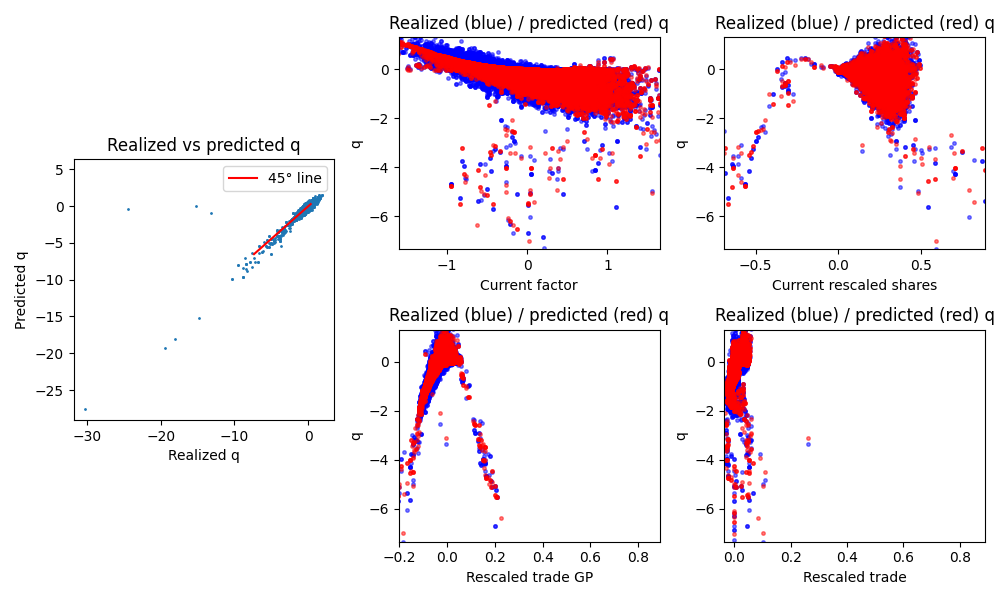 Realized vs predicted q
45° line
5
0
−5
−10
−15
−20
−25
−30
−20
−10
0
Realized q
Predicted q
Realized (blue) / predicted (red) q
0
−2
−4
−6
−1
0
1
Current factor
q
Realized (blue) / predicted (red) q
0
−2
−4
−6
−0.5
0.0
0.5
Current rescaled shares
q
Realized (blue) / predicted (red) q
0
−2
−4
−6
−0.2
0.0
0.2
0.4
0.6
0.8
Rescaled trade GP
q
Realized (blue) / predicted (red) q
0
−2
−4
−6
0.0
0.2
0.4
0.6
0.8
Rescaled trade
q